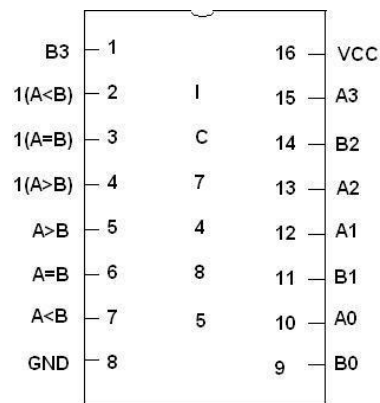 B3 1 16 VCC
1(A<B) 2 I 15 A3
1(A=B) 3 C 14 B2
1(A>B) 4 7 13 A2
A>B 5 4 12 A1
A=B 6 8 11 B1
A<B 7 5 10 A0
GND 8 9 B0